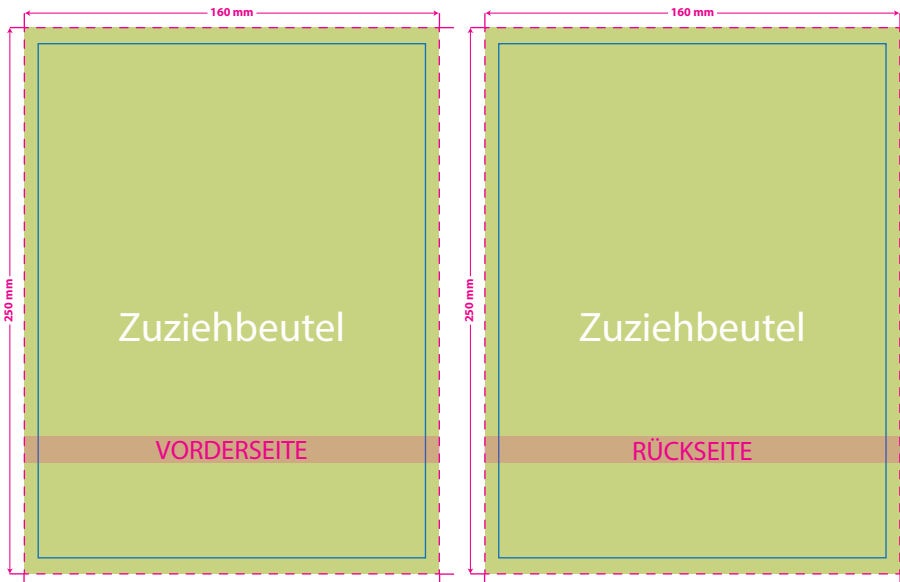 160 mm
160 mm
250 mm
250 mm
Zuziehbeutel
Zuziehbeutel
VORDERSEITE
RÜCKSEITE